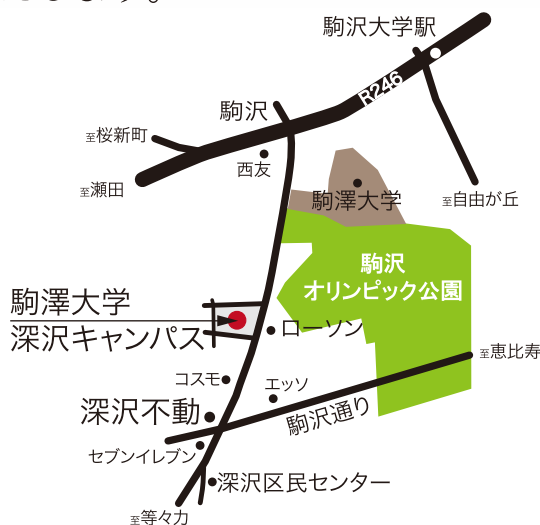 駒沢大学駅
R246
駒沢
至桜新町
西友
至瀬田
駒澤大学
至自由が丘
駒沢
オリンピック公園
駒澤大学
深沢キャンパス
ローソン
至恵比寿
コスモ
エッソ
深沢不動
駒沢通り
セブンイレブン
深沢区民センター
至等々力